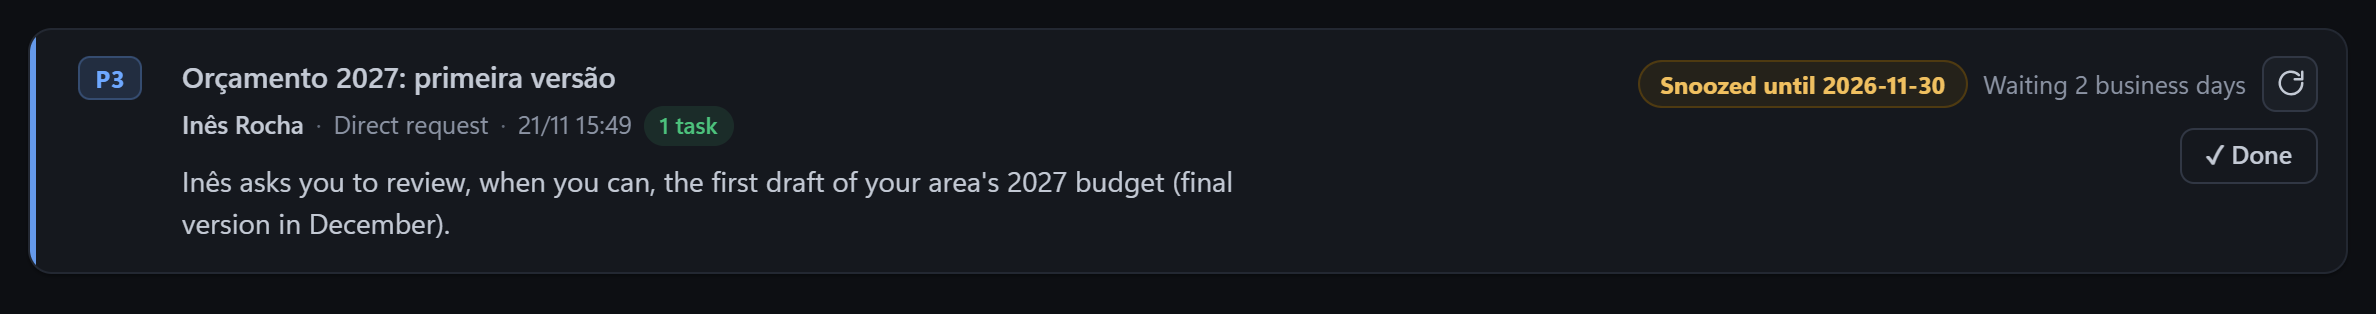 P3
Orçamento 2027: primeira versão
Snoozed until 2026-11-30
Waiting 2 business days
Inês Rocha · Direct request · 21/11 15:49 1 task
✓ Done
Inês asks you to review, when you can, the first draft of your area's 2027 budget (final
version in December).